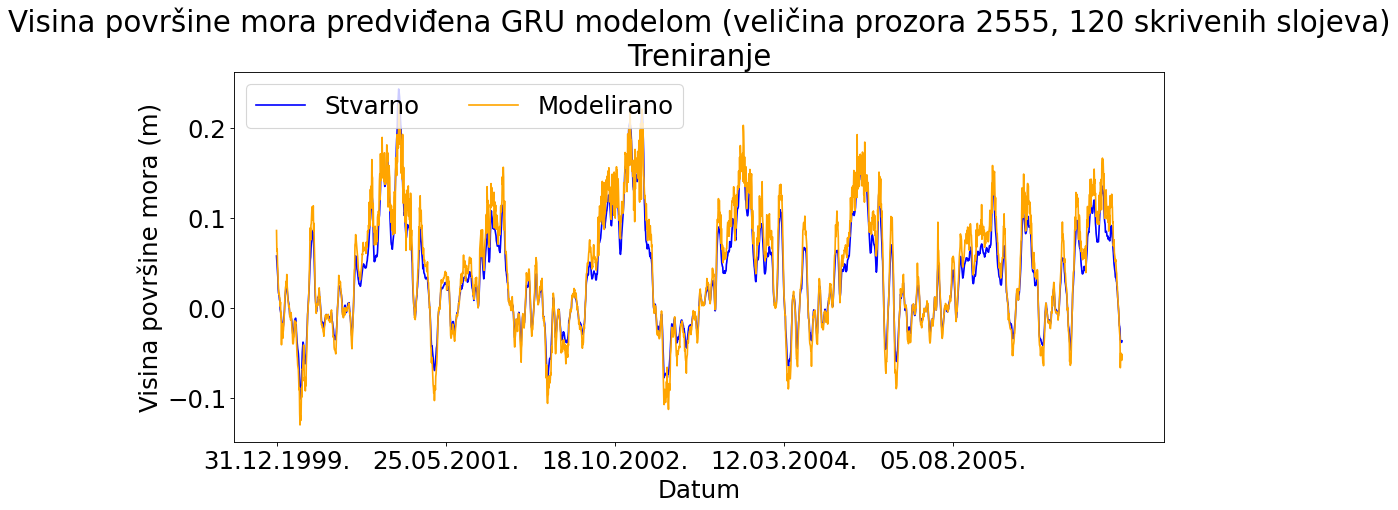 Visina površine mora predviđena GRU modelom (veličina prozora 2555, 120 skrivenih slojeva)
Treniranje
Stvarno Modelirano
Visina površine mora (m)
0.2
0.1
0.0
−0.1
31.12.1999. 25.05.2001. 18.10.2002. 12.03.2004. 05.08.2005.
Datum